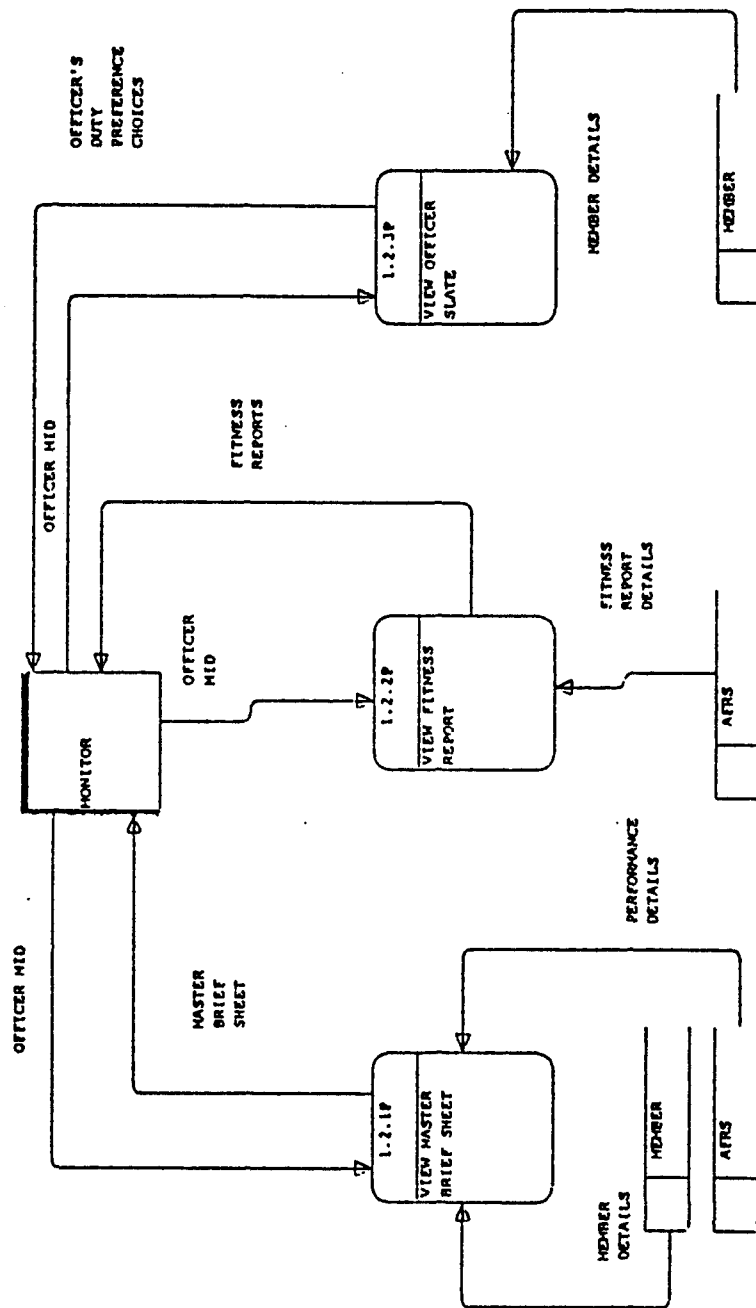 OFFICER MID
OFFICER MID
OFFICER'S
DUTY
PREFERENCE
CHOICES
MONITOR
MASTER
BRIEF
SHEET
OFFICER
MID
FITNESS
REPORTS
1.2.1P
VIEW MASTER
BRIEF SHEET
1.2.2P
VIEW FITNESS
REPORT
1.2.3P
VIEW OFFICER
SLATE
MEMBER
DETAILS
PERFORMANCE
DETAILS
FITNESS
REPORT
DETAILS
MEMBER DETAILS
MEMBER
AFRS
AFRS
MEMBER